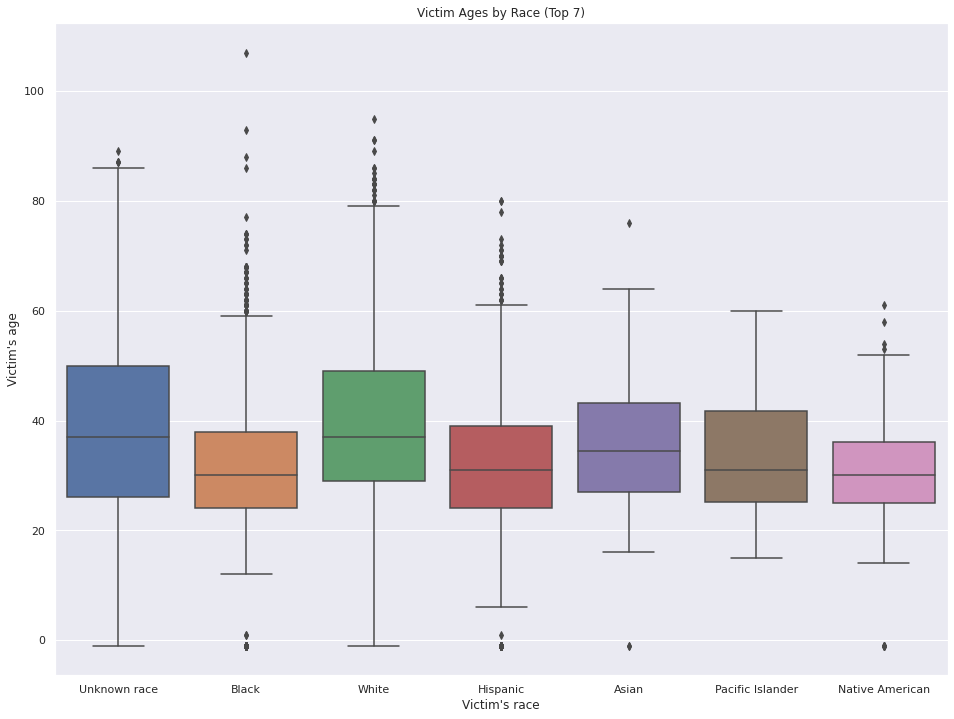 Victim Ages by Race (Top 7)
Victim's age
100
80
60
40
20
0
Unknown race
Black
White
Hispanic
Asian
Pacific Islander
Native American
Victim's race